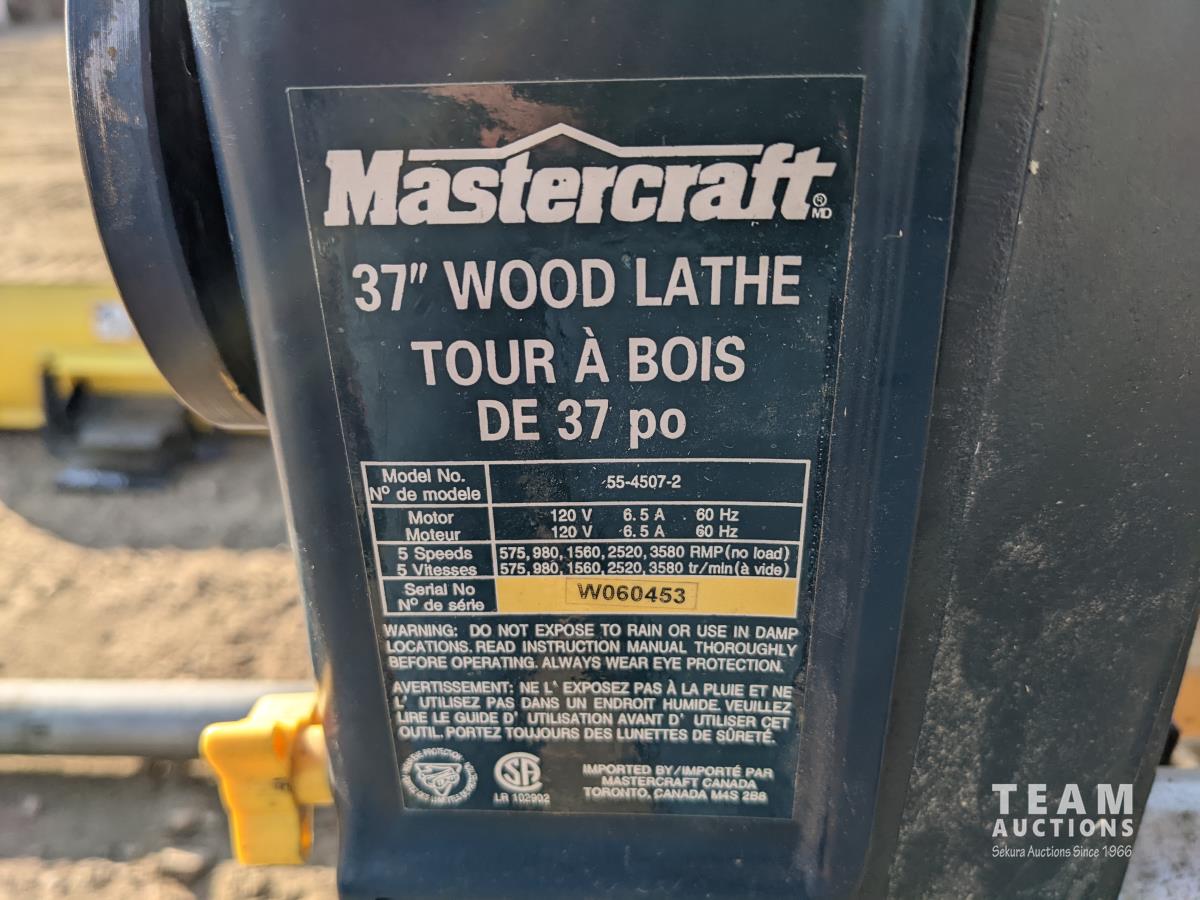 Mastercraft ® MD
37" WOOD LATHE
TOUR À BOIS
DE 37 po
Model No.
Nº de modele
55-4507-2
Motor 120 V 6.5 A 60 Hz
Moteur 120 V 6.5 A 60 Hz
5 Speeds 575, 980, 1560, 2520, 3580 RMP (no load)
5 Vitesses 575, 980, 1560, 2520, 3580 tr/min (à vide)
Serial No
Nº de série
W060453
WARNING: DO NOT EXPOSE TO RAIN OR USE IN DAMP
LOCATIONS. READ INSTRUCTION MANUAL THOROUGHLY
BEFORE OPERATING. ALWAYS WEAR EYE PROTECTION.
AVERTISSEMENT: NE L' EXPOSEZ PAS À LA PLUIE ET NE
L' UTILISEZ PAS DANS UN ENDROIT HUMIDE. VEUILLEZ
LIRE LE GUIDE D' UTILISATION AVANT D' UTILISER CET
OUTIL. PORTEZ TOUJOURS DES LUNETTES DE SÛRETÉ.
SA
LR 102902
IMPORTED BY/IMPORTÉ PAR
MASTERCRAFT CANADA
TORONTO, CANADA M4S 2B8
TEAM
AUCTIONS
Sekura Auctions Since 1966